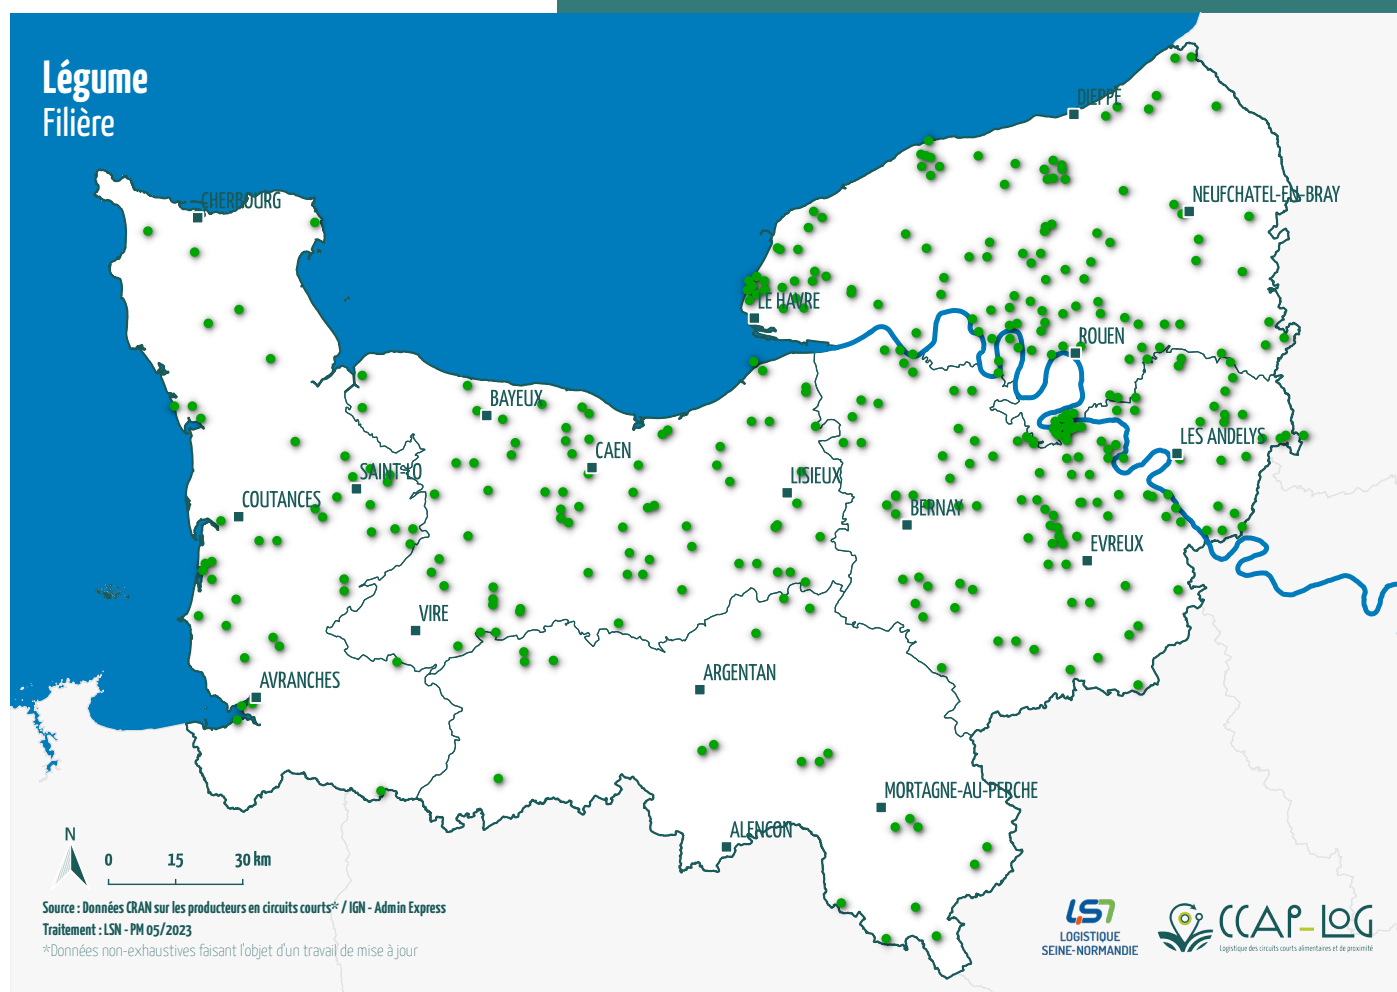 Légume
Filière
DIEPPE
NEUFCHATEL-EN-BRAY
CHERBOURG
LE HAVRE
ROUEN
BAYEUX
CAEN
LES ANDELYS
SAINT-LO
LISIEUX
COUTANCES
BERNAY
EVREUX
VIRE
ARGENTAN
AVRANCHES
MORTAGNE-AU-PERCHE
ALENCON
N
0 15 30 km
Source : Données CRAN sur les producteurs en circuits courts* / IGN - Admin Express
Traitement : LSN - PM 05/2023
*Données non-exhaustives faisant l'objet d'un travail de mise à jour
LSN
LOGISTIQUE
SEINE-NORMANDIE
CCAP_LOG
Logistique des circuits courts alimentaires et de proximité